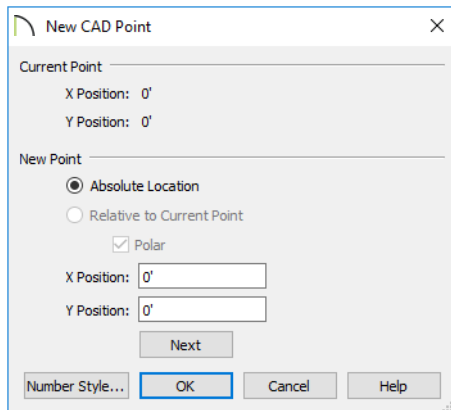 New CAD Point
Current Point
X Position: 0'
Y Position: 0'
New Point
Absolute Location
Relative to Current Point
Polar
X Position: 0'
Y Position: 0'
Next
Number Style... OK Cancel Help